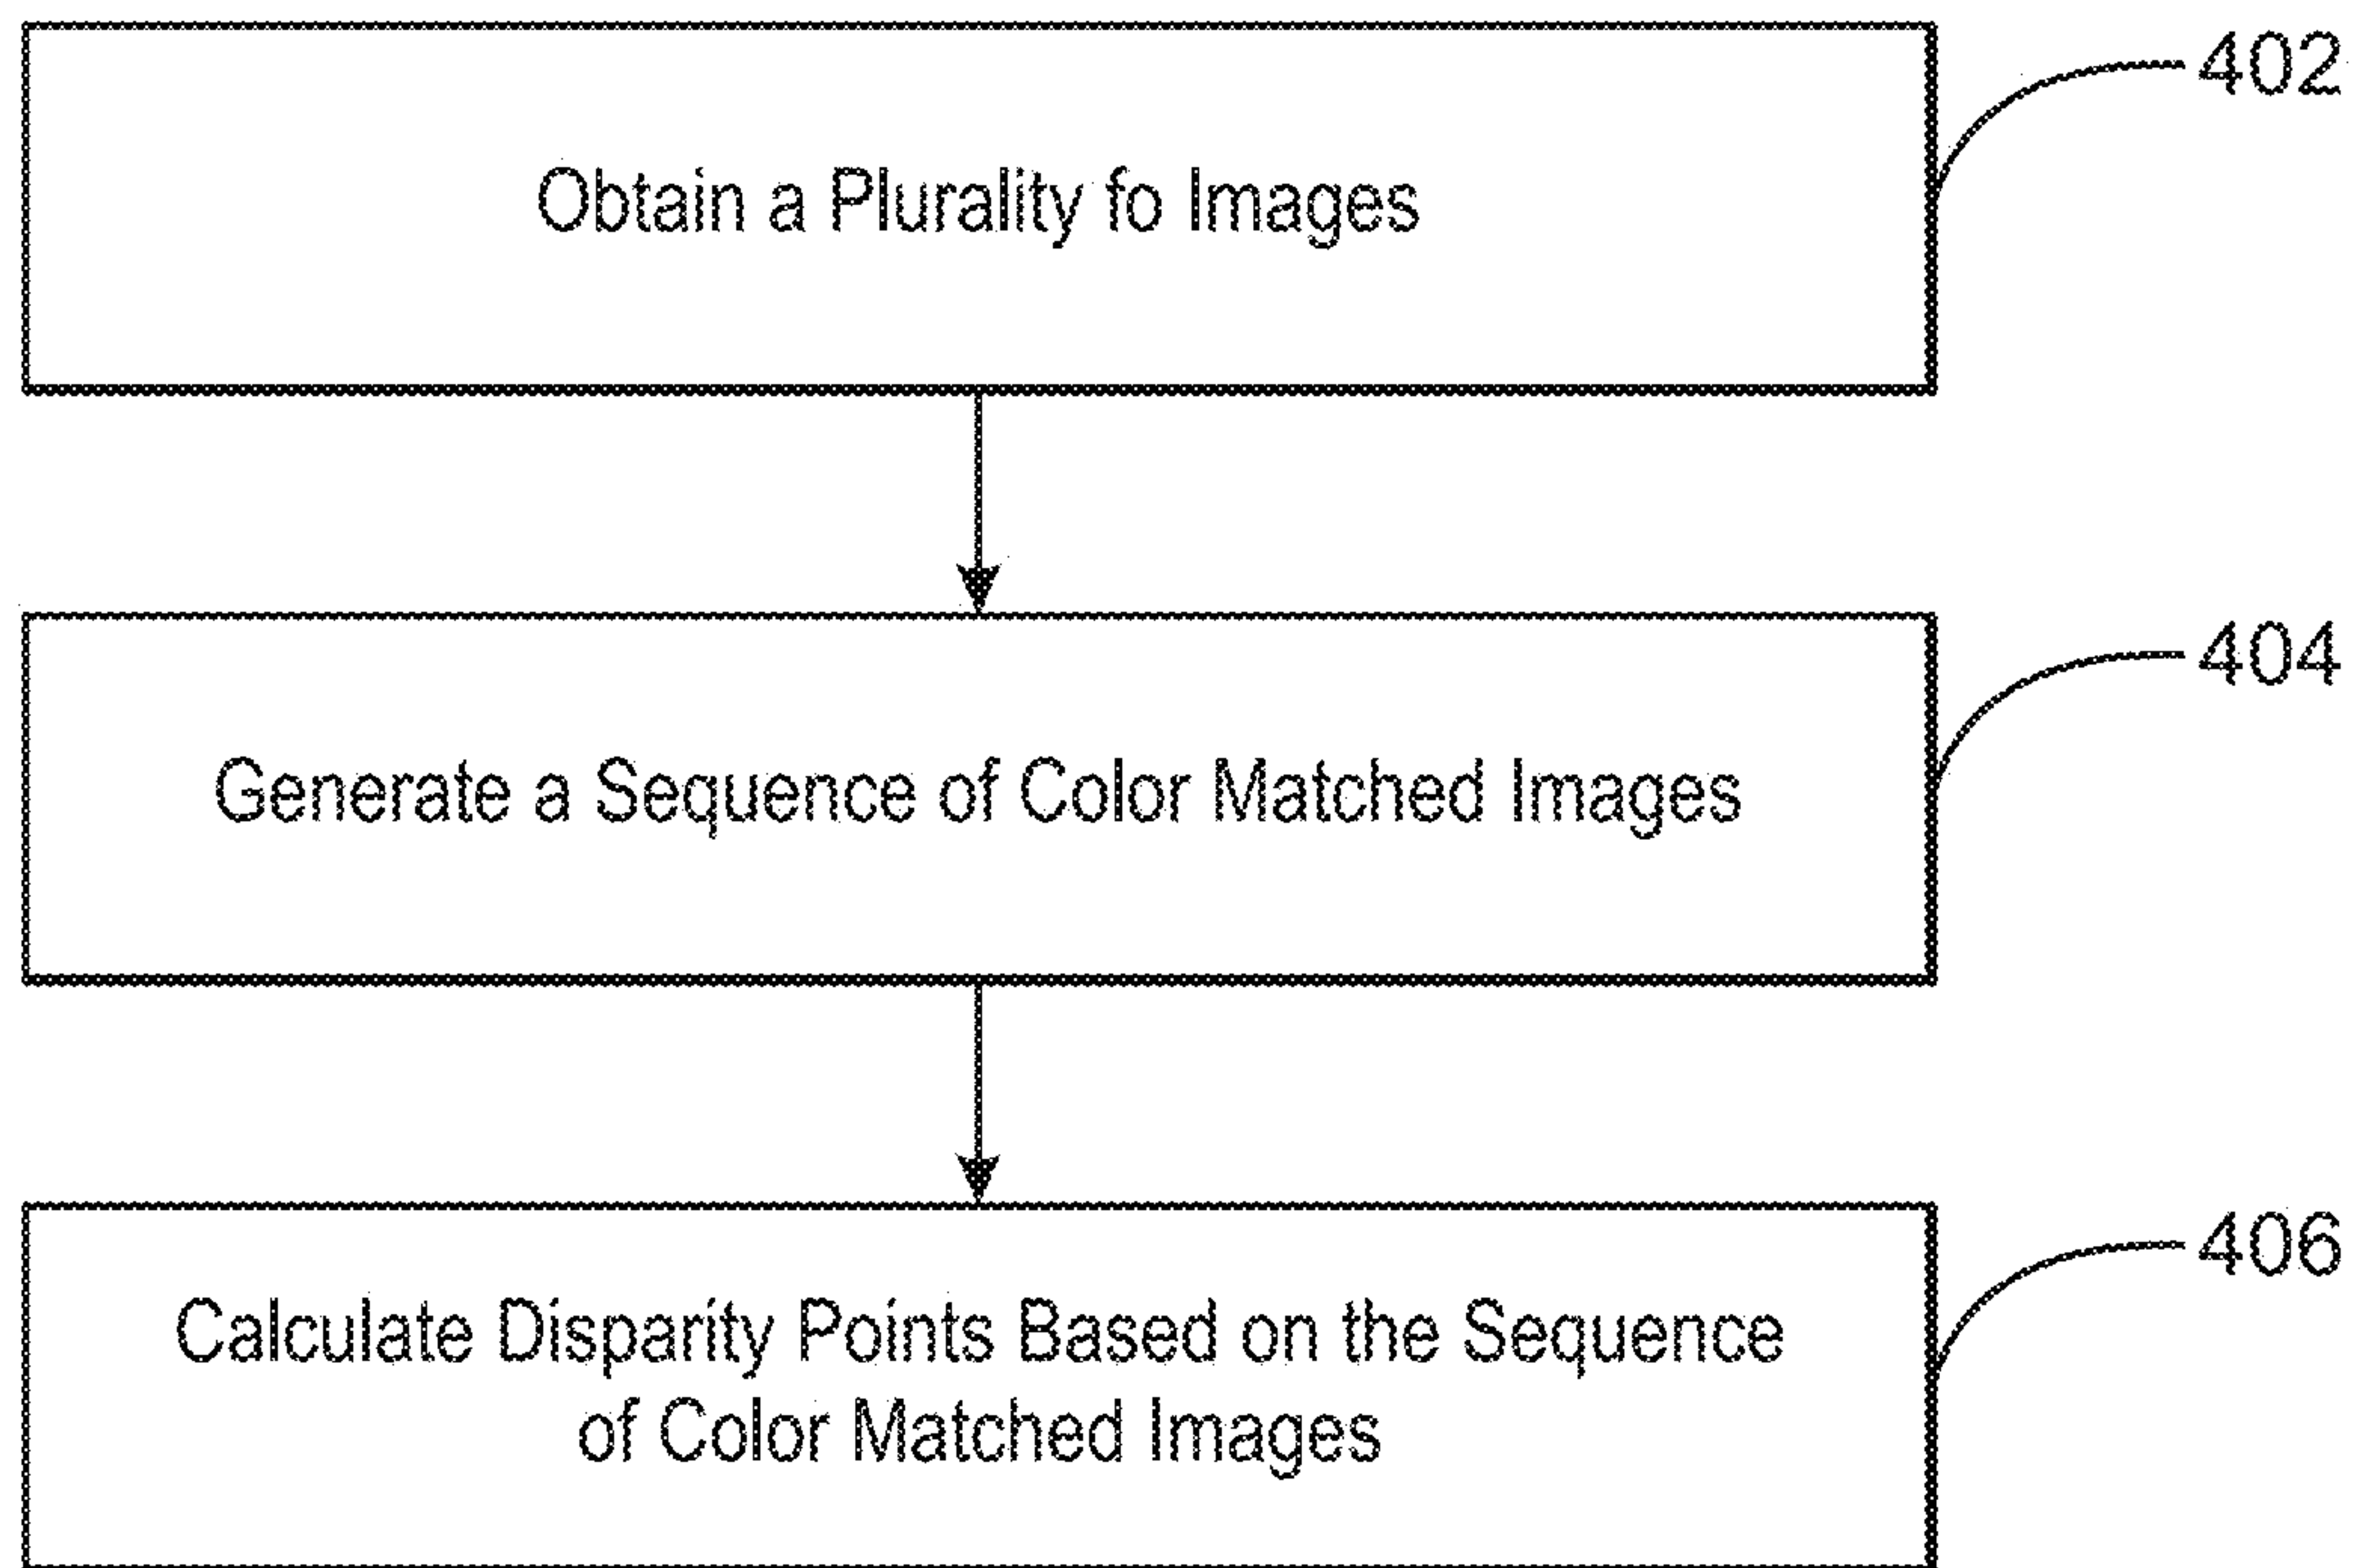 402
Obtain a Plurality fo Images
404
Generate a Sequence of Color Matched Images
406
Calculate Disparity Points Based on the Sequence
of Color Matched Images